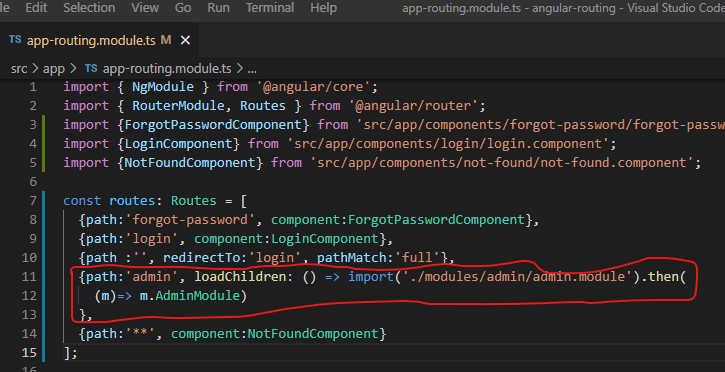 Edit Selection View Go Run Terminal Help app-routing.module.ts - angular-routing - Visual Studio Code
TS app-routing.module.ts M ×
src > app > TS app-routing.module.ts > ...
1 import { NgModule } from '@angular/core';
2 import { RouterModule, Routes } from '@angular/router';
3 import {ForgotPasswordComponent} from 'src/app/components/forgot-password/forgot-passw
4 import {LoginComponent} from 'src/app/components/login/login.component';
5 import {NotFoundComponent} from 'src/app/components/not-found/not-found.component';
6
7 const routes: Routes = [
8 {path:'forgot-password', component:ForgotPasswordComponent},
9 {path:'login', component:LoginComponent},
10 {path :'', redirectTo:'login', pathMatch:'full'},
11 {path:'admin', loadChildren: () => import('./modules/admin/admin.module').then(
12 (m)=> m.AdminModule)
13 },
14 {path:'**', component:NotFoundComponent}
15 ];